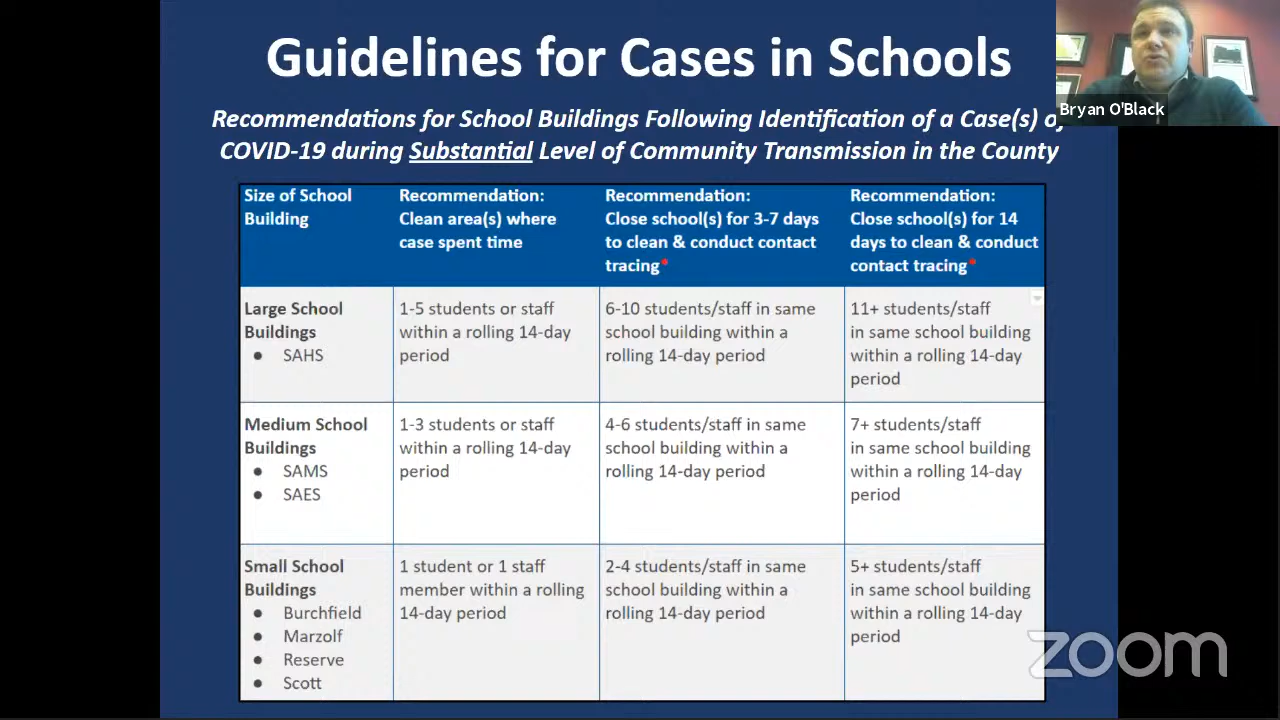 Guidelines for Cases in Schools
Bryan O'Black
Recommendations for School Buildings Following Identification of a Case(s)
COVID-19 during Substantial Level of Community Transmission in the County
Size of School
Building
Recommendation:
Clean area(s) where
case spent time
Recommendation:
Close school(s) for 3-7 days
to clean & conduct contact
tracing*
Recommendation:
Close school(s) for 14
days to clean & conduct
contact tracing*
Large School
Buildings
● SAHS
1-5 students or staff
within a rolling 14-day
period
6-10 students/staff in same
school building within a
rolling 14-day period
11+ students/staff
in same school building
within a rolling 14-day
period
Medium School
Buildings
● SAMS
● SAES
1-3 students or staff
within a rolling 14-day
period
4-6 students/staff in same
school building within a
rolling 14-day period
7+ students/staff
in same school building
within a rolling 14-day
period
Small School
Buildings
● Burchfield
● Marzolf
● Reserve
● Scott
1 student or 1 staff
member within a rolling
14-day period
2-4 students/staff in same
school building within a
rolling 14-day period
5+ students/staff
in same school building
within a rolling 14-day
period
zoom